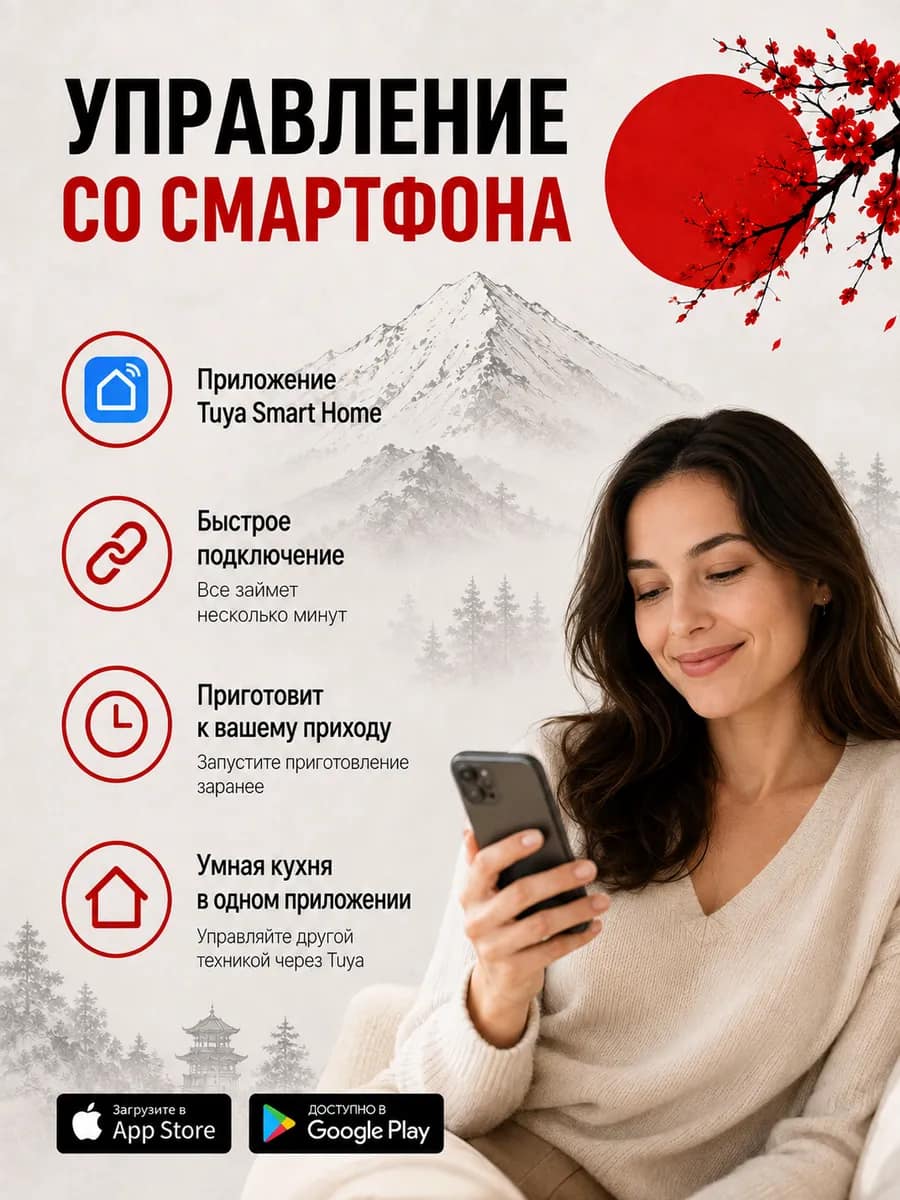 УПРАВЛЕНИЕ
СО СМАРТФОНА
Приложение
Tuya Smart Home
Быстрое
подключение
Все займет
несколько минут
Приготовит
к вашему приходу
Запустите приготовление
заранее
Умная кухня
в одном приложении
Управляйте другой
техникой через Tuya
Загрузите в
App Store
ДОСТУПНО В
Google Play